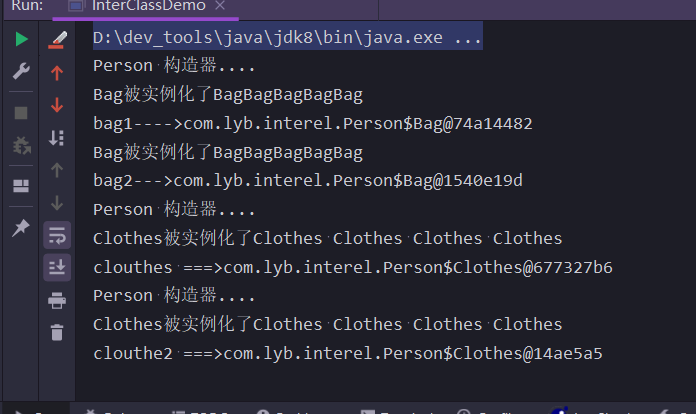 Run: InterClassDemo ×
D:\dev_tools\java\jdk8\bin\java.exe ...
Person 构造器....
Bag被实例化了BagBagBagBagBag
bag1---->com.lyb.interel.Person$Bag@74a14482
Bag被实例化了BagBagBagBagBag
bag2--->com.lyb.interel.Person$Bag@1540e19d
Person 构造器....
Clothes被实例化了Clothes Clothes Clothes Clothes
clouthes ===>com.lyb.interel.Person$Clothes@677327b6
Person 构造器....
Clothes被实例化了Clothes Clothes Clothes Clothes
clouthe2 ===>com.lyb.interel.Person$Clothes@14ae5a5